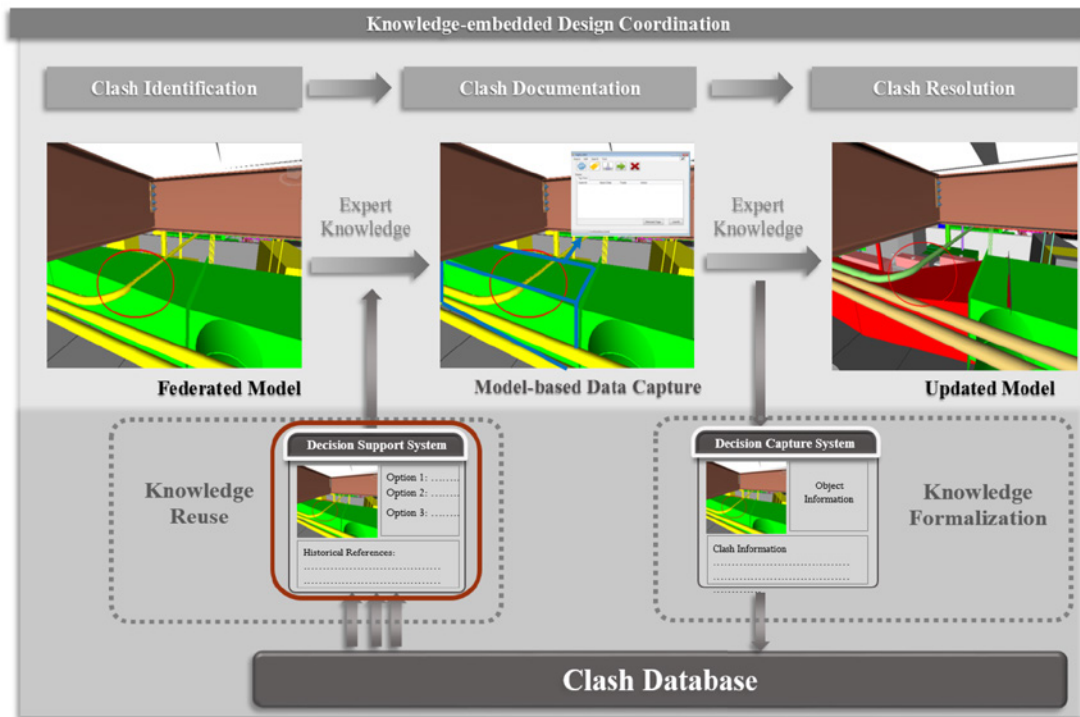 Knowledge-embedded Design Coordination
Clash Identification
Clash Documentation
Clash Resolution
Expert
Knowledge
Expert
Knowledge
Federated Model
Model-based Data Capture
Updated Model
Knowledge
Reuse
Decision Support System
Option 1: ........
Option 2: ........
Option 3: ........
Historical References:
Decision Capture System
Object
Information
Clash Information
Knowledge
Formalization
Clash Database